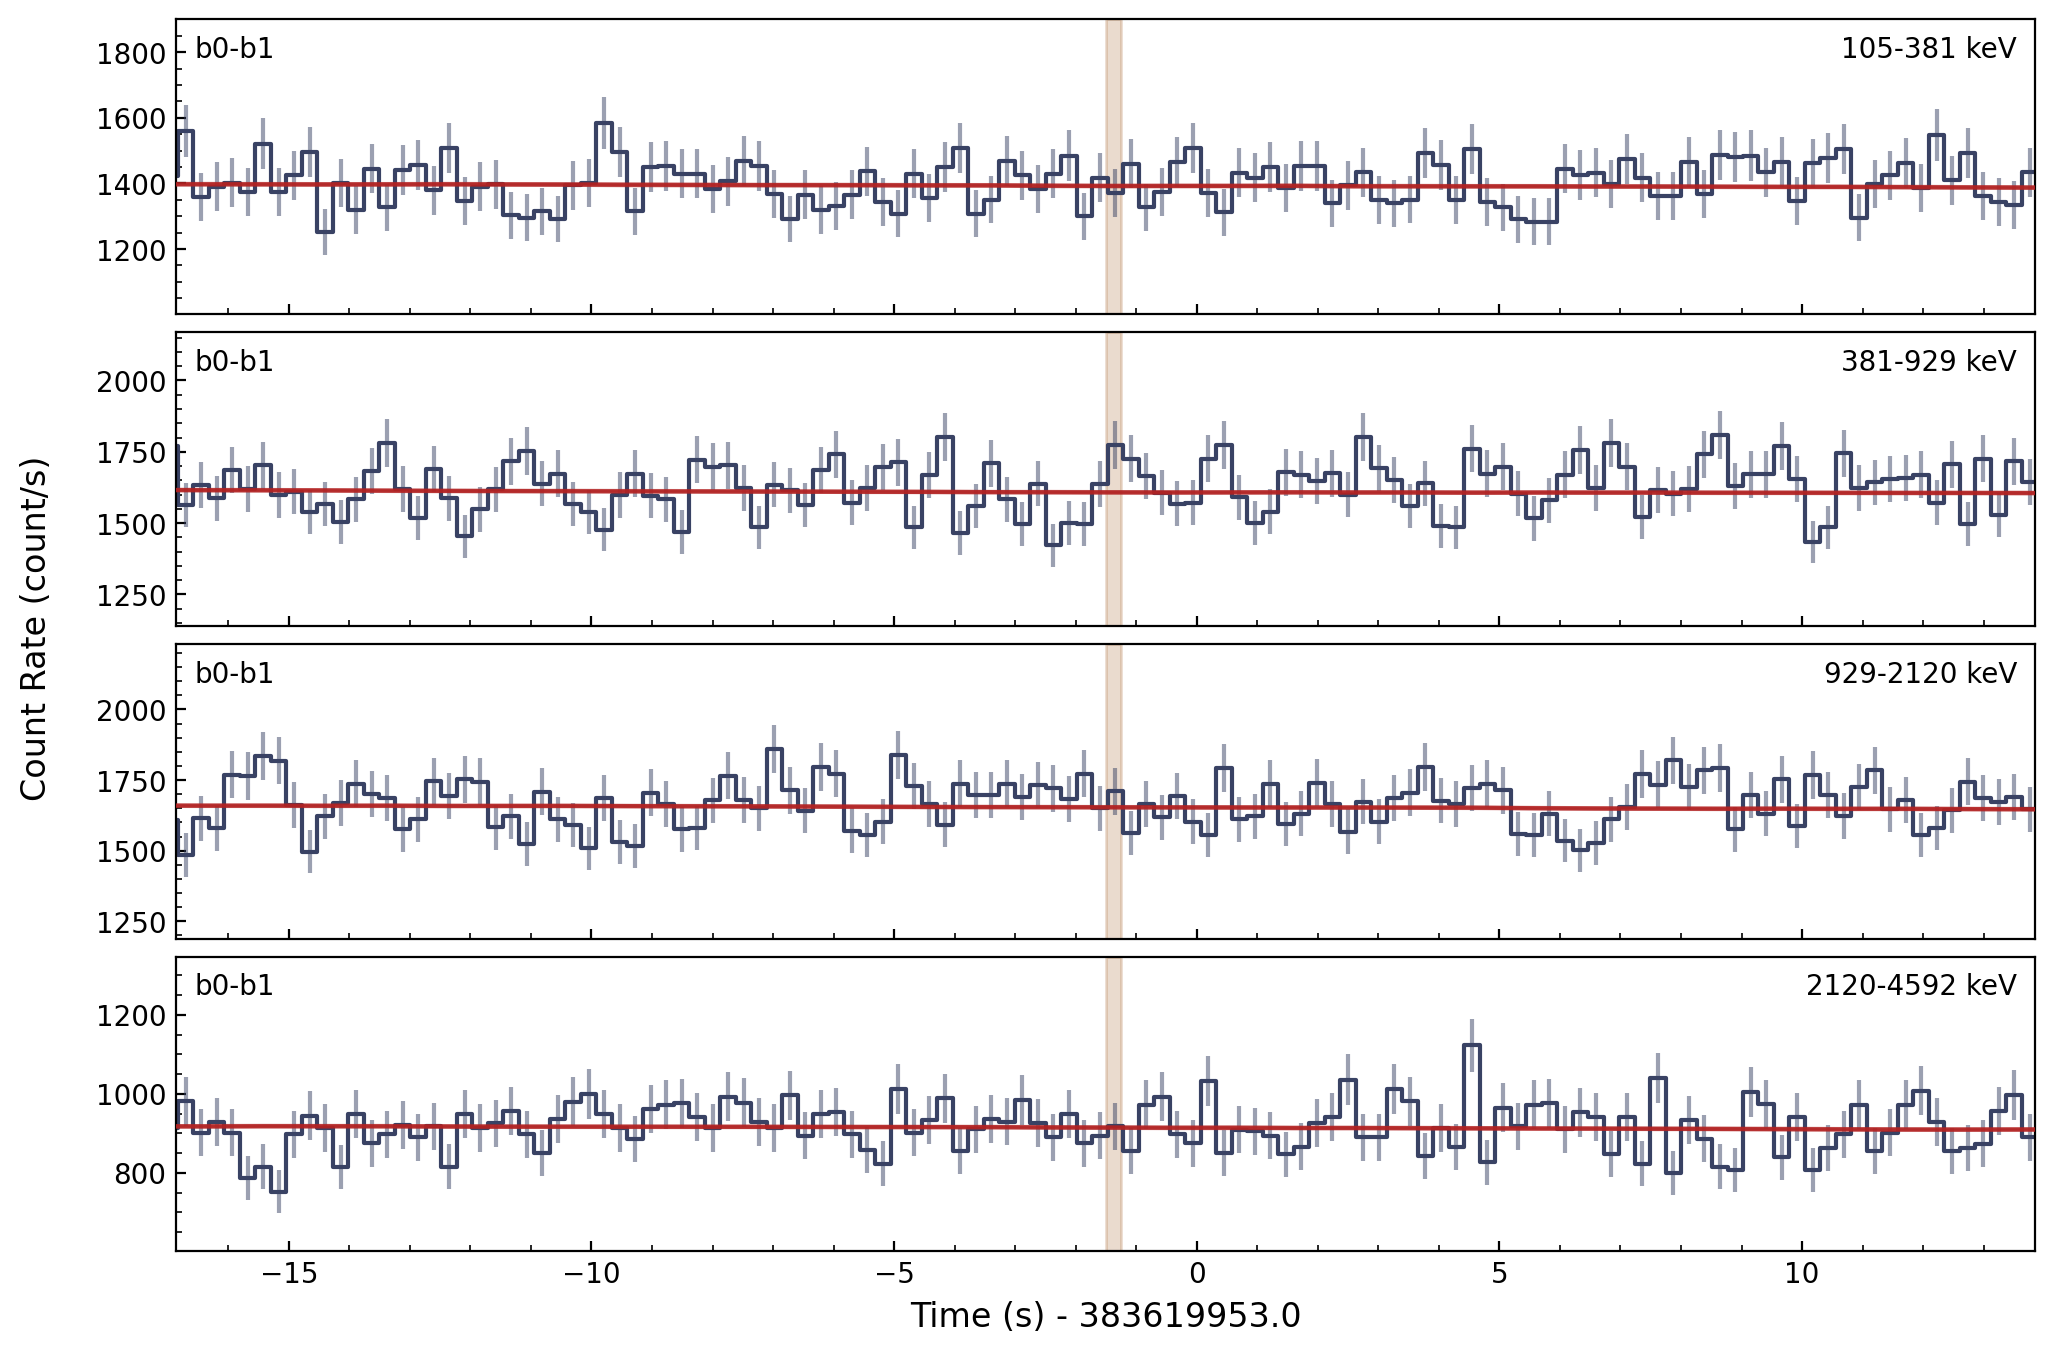 Count Rate (counts/s)
b0-b1 105-381 keV
1800
1600
1400
1200
b0-b1 381-929 keV
2000
1750
1500
1250
b0-b1 929-2120 keV
2000
1750
1500
1250
b0-b1 2120-4592 keV
1200
1000
800
−15 −10 −5 0 5 10
Time (s) - 383619953.0